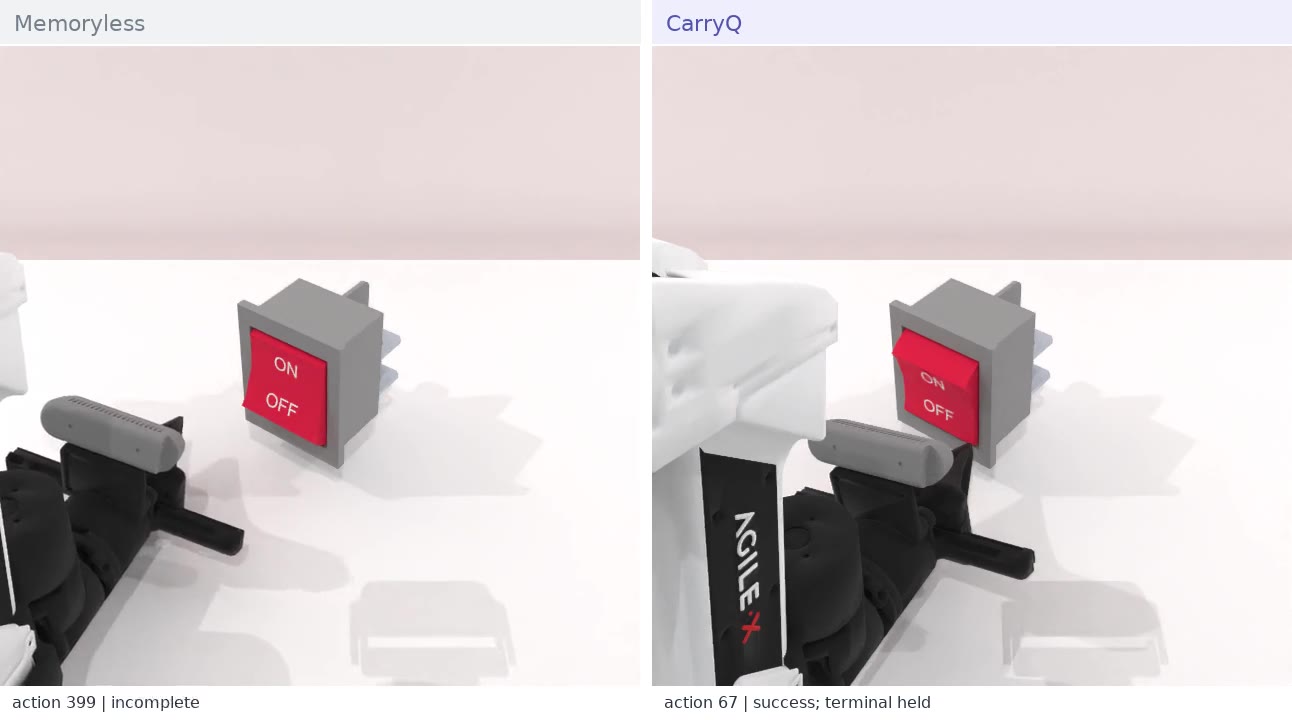 Memoryless
CarryQ
ON
OFF
ON
OFF
AGILE X
action 399 | incomplete
action 67 | success; terminal held